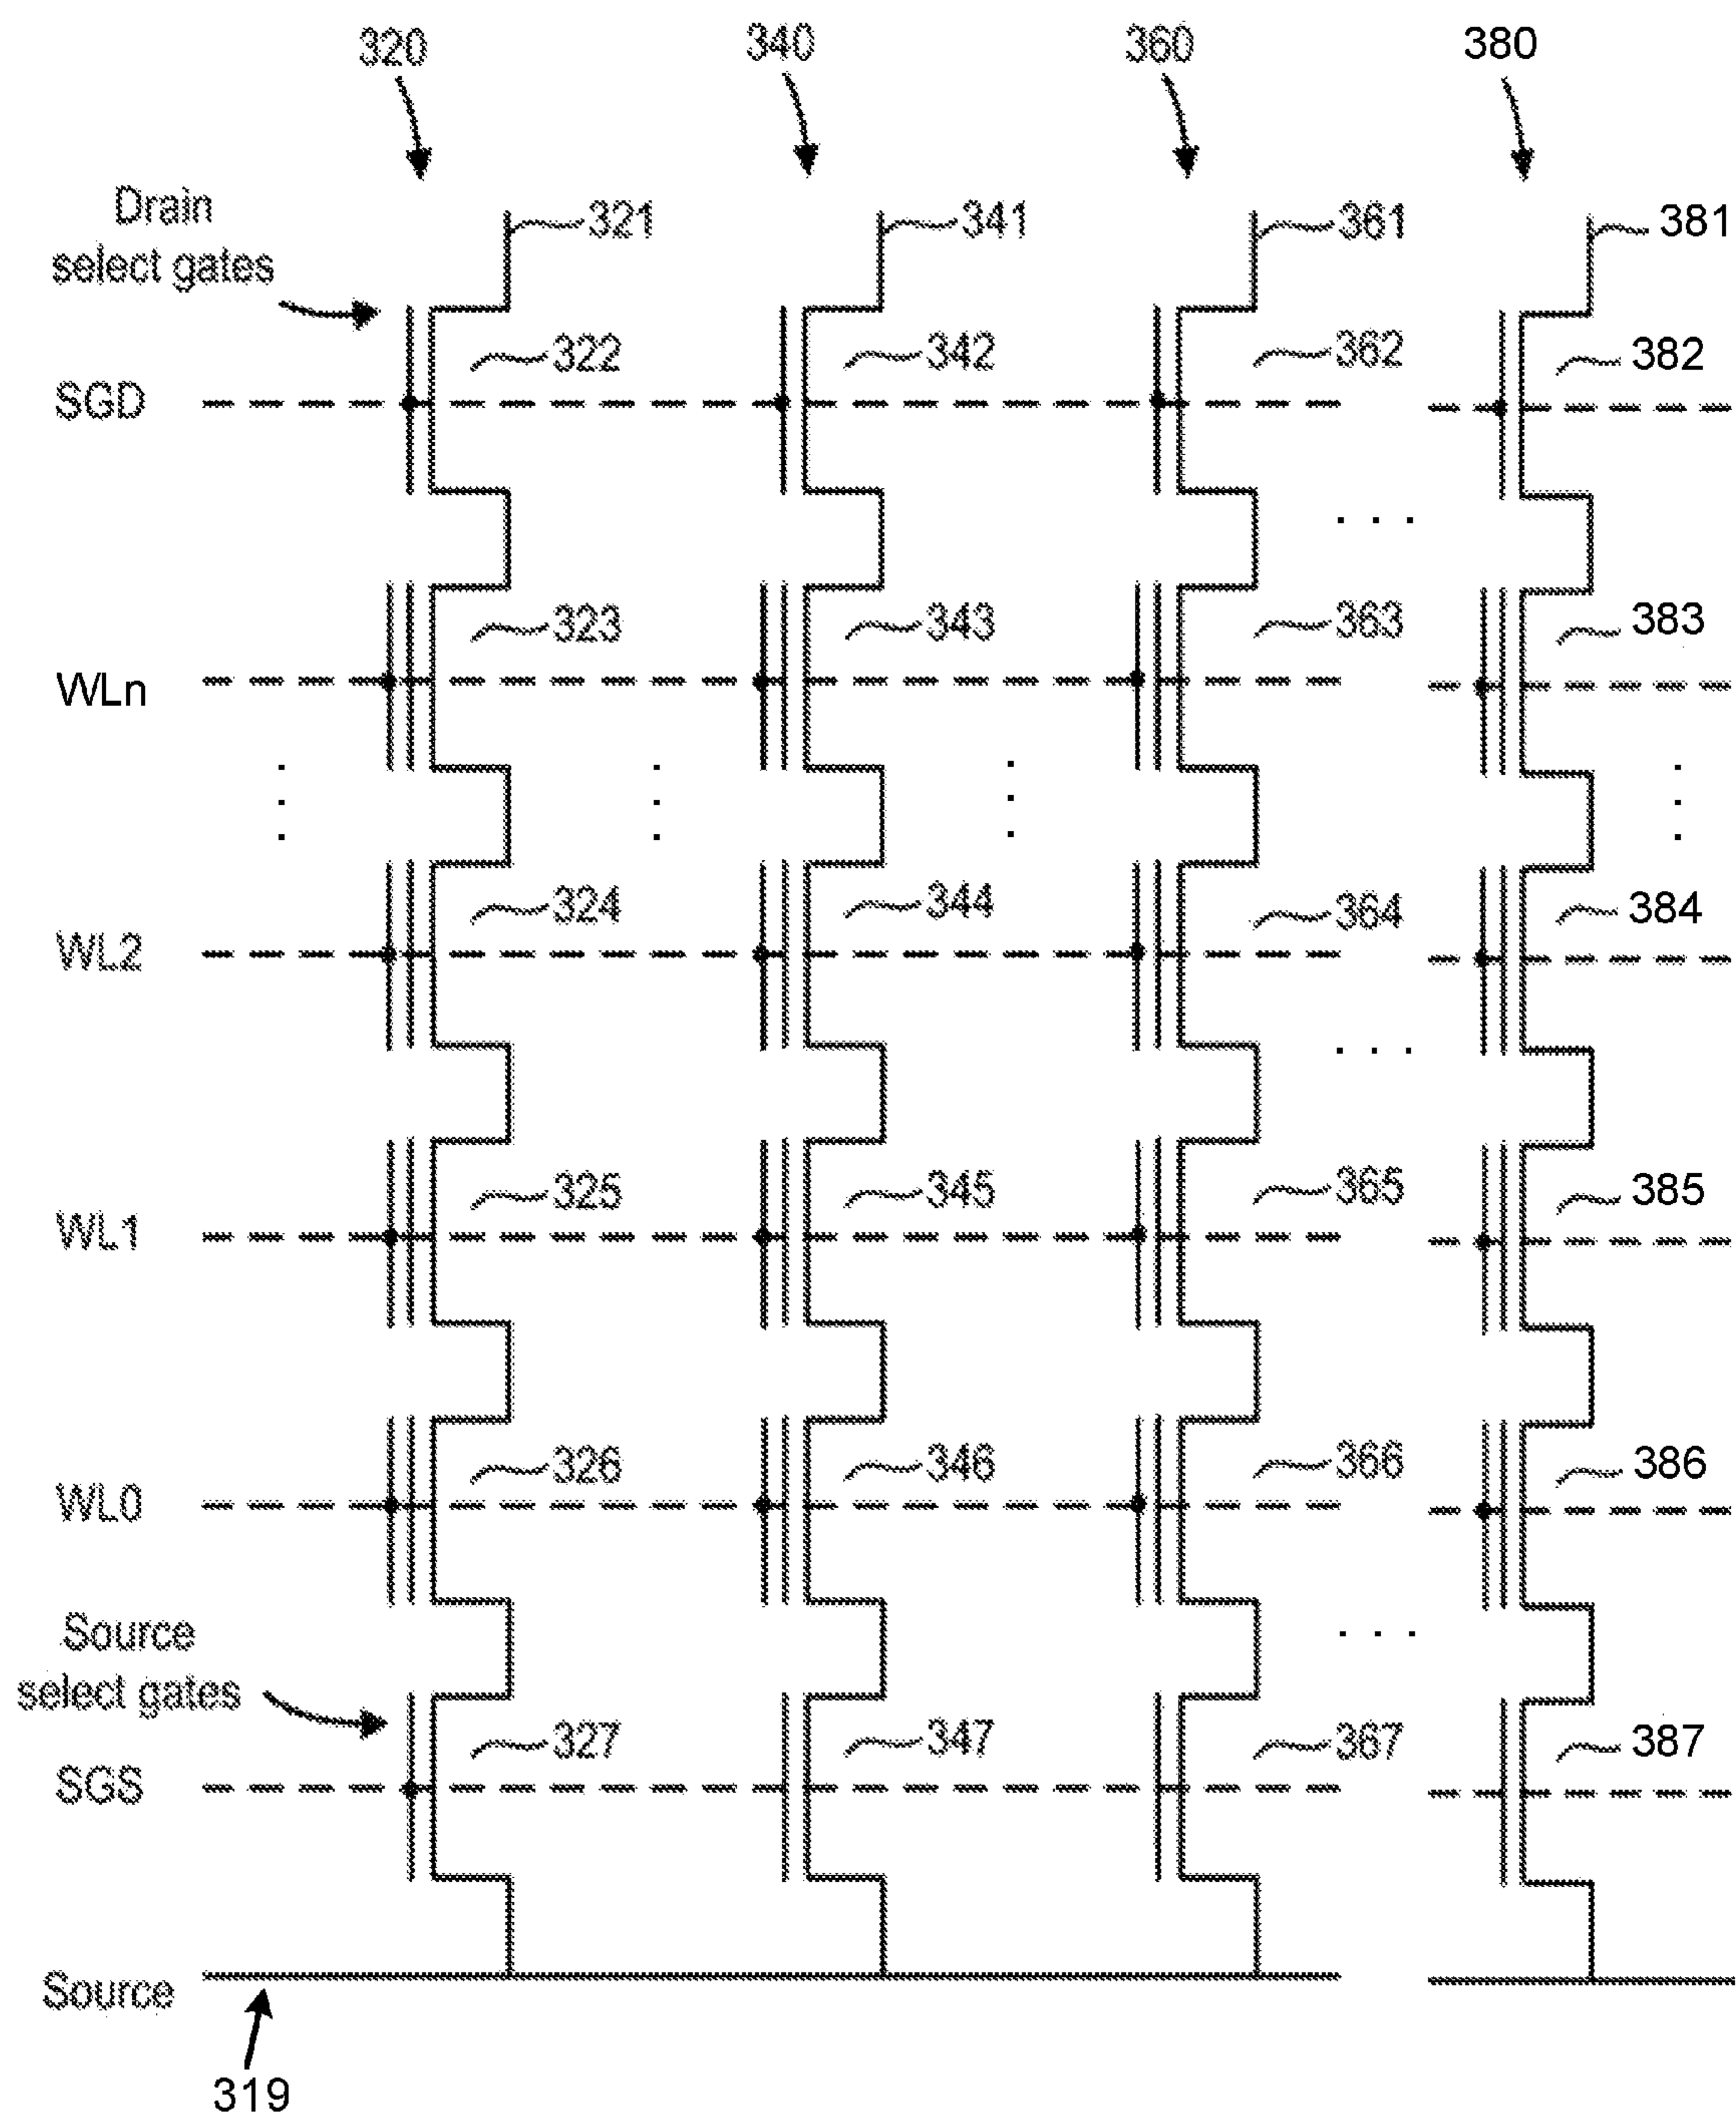 320 340 360 380
Drain
select gates
321 341 361 381
322 342 362 382
SGD
323 343 363 383
WLn
324 344 364 384
WL2
325 345 365 385
WL1
326 346 366 386
WL0
Source
select gates
327 347 367 387
SGS
Source
319